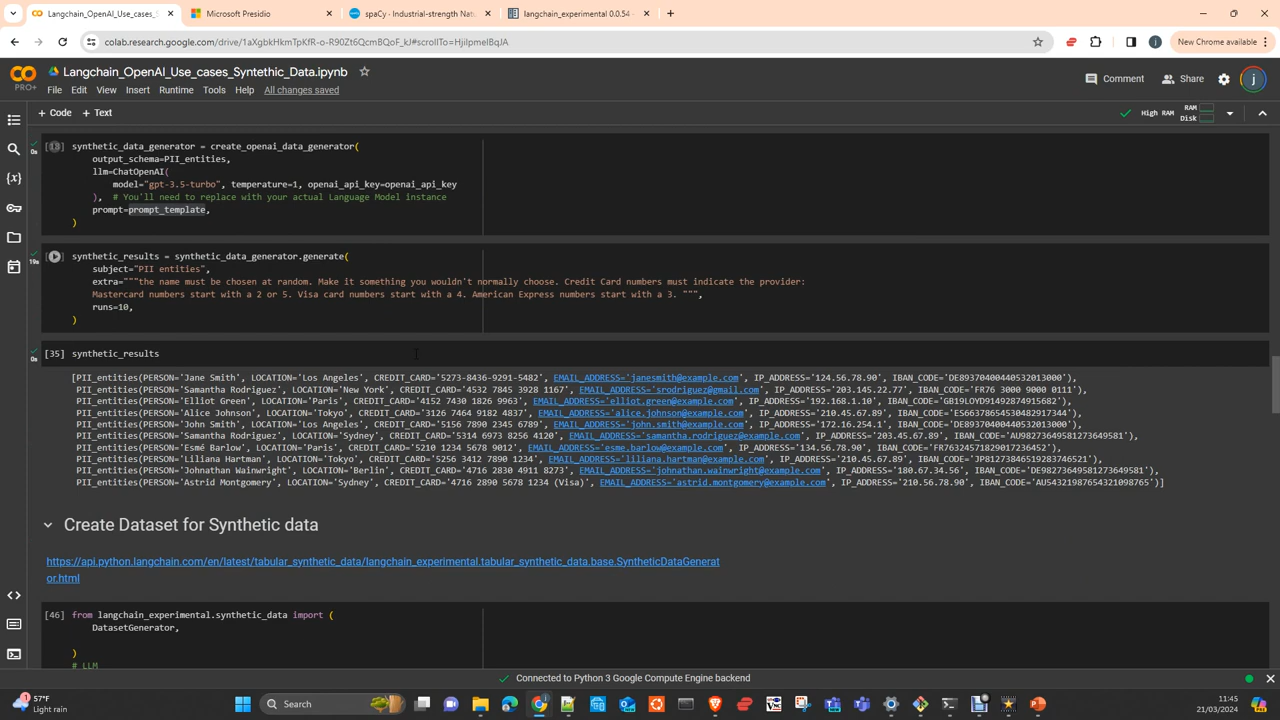 Langchain_OpenAI_Use_cases_S
Microsoft Presidio
spaCy · Industrial-strength Natu
langchain_experimental 0.0.54 -
colab.research.google.com/drive/1aXgbkHkmTpKfR-o-R90Zt6QcmBQoF_kJ#scrollTo=HjilpmeIBqJA
New Chrome available
Langchain_OpenAI_Use_cases_Syntethic_Data.ipynb
PRO+
File Edit View Insert Runtime Tools Help All changes saved
Comment Share j
+ Code + Text
High RAM RAM Disk
[18] synthetic_data_generator = create_openai_data_generator(
0s
output_schema=PII_entities,
llm=ChatOpenAI(
model="gpt-3.5-turbo", temperature=1, openai_api_key=openai_api_key
), # You'll need to replace with your actual Language Model instance
prompt=prompt_template,
)
synthetic_results = synthetic_data_generator.generate(
19s
subject="PII entities",
extra="""the name must be chosen at random. Make it something you wouldn't normally choose. Credit Card numbers must indicate the provider:
Mastercard numbers start with a 2 or 5. Visa card numbers start with a 4. American Express numbers start with a 3. """,
runs=10,
)
[35] synthetic_results
0s
[PII_entities(PERSON='Jane Smith', LOCATION='Los Angeles', CREDIT_CARD='5273-8436-9291-5482', EMAIL_ADDRESS='janesmith@example.com', IP_ADDRESS='124.56.78.90', IBAN_CODE='DE89370400440532013000'),
PII_entities(PERSON='Samantha Rodriguez', LOCATION='New York', CREDIT_CARD='4532 7845 3928 1167', EMAIL_ADDRESS='srodriguez@gmail.com', IP_ADDRESS='203.145.22.77', IBAN_CODE='FR76 3000 9000 0111'),
PII_entities(PERSON='Elliot Green', LOCATION='Paris', CREDIT_CARD='4152 7430 1826 9963', EMAIL_ADDRESS='elliot.green@example.com', IP_ADDRESS='192.168.1.10', IBAN_CODE='GB19LOYD91492874915682'),
PII_entities(PERSON='Alice Johnson', LOCATION='Tokyo', CREDIT_CARD='3126 7464 9182 4837', EMAIL_ADDRESS='alice.johnson@example.com', IP_ADDRESS='210.45.67.89', IBAN_CODE='ES6637865430482917344'),
PII_entities(PERSON='John Smith', LOCATION='Los Angeles', CREDIT_CARD='5156 7890 2345 6789', EMAIL_ADDRESS='john.smith@example.com', IP_ADDRESS='172.16.254.1', IBAN_CODE='DE89370400440532013000'),
PII_entities(PERSON='Samantha Rodriguez', LOCATION='Sydney', CREDIT_CARD='5314 6973 8256 4120', EMAIL_ADDRESS='samantha.rodriguez@example.com', IP_ADDRESS='203.45.67.89', IBAN_CODE='AU98273649581273649581'),
PII_entities(PERSON='Esmé Barlow', LOCATION='Paris', CREDIT_CARD='5210 1234 5678 9012', EMAIL_ADDRESS='esme.barlow@example.com', IP_ADDRESS='134.56.78.90', IBAN_CODE='FR7632457182901736452'),
PII_entities(PERSON='Lilliana Hartman', LOCATION='Tokyo', CREDIT_CARD='5256 3412 7890 1234', EMAIL_ADDRESS='liliana.hartman@example.com', IP_ADDRESS='210.45.67.89', IBAN_CODE='JP8127384651923746521'),
PII_entities(PERSON='Johnathan Wainwright', LOCATION='Berlin', CREDIT_CARD='4716 2830 4911 8273', EMAIL_ADDRESS='johnathan.wainwright@example.com', IP_ADDRESS='180.67.34.56', IBAN_CODE='DE98273649581273649581'),
PII_entities(PERSON='Astrid Montgomery', LOCATION='Sydney', CREDIT_CARD='4716 2890 5678 1234 (Visa)', EMAIL_ADDRESS='astrid.montgomery@example.com', IP_ADDRESS='210.56.78.90', IBAN_CODE='AU54321987654321098765')]
Create Dataset for Synthetic data
https://api.python.langchain.com/en/latest/tabular_synthetic_data/langchain_experimental.tabular_synthetic_data.base.SyntheticDataGenerat
or.html
[46] from langchain_experimental.synthetic_data import (
DatasetGenerator,
)
# LLM
Connected to Python 3 Google Compute Engine backend
57°F
Light rain
Search
11:45
21/03/2024